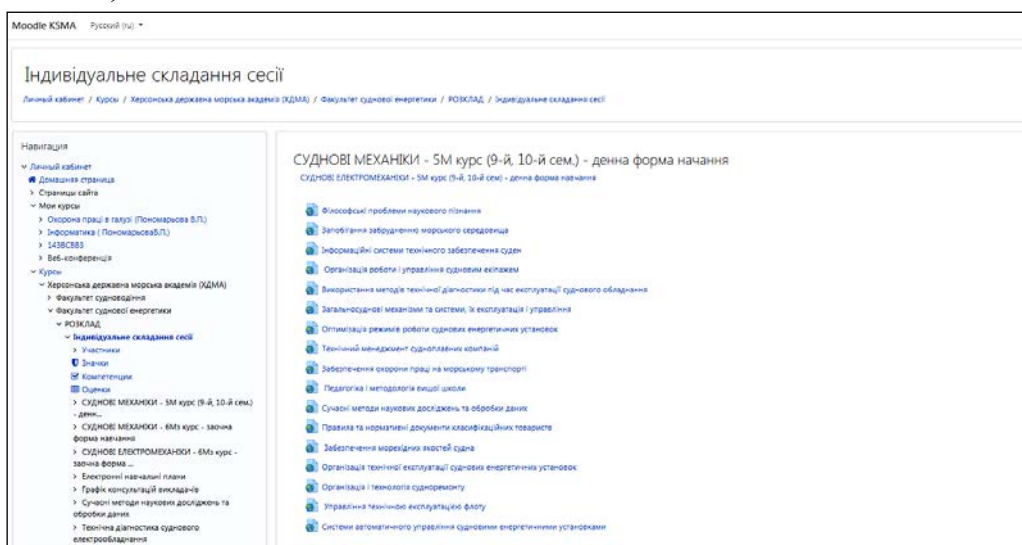 Moodle KSMA Русский (ru)
Індивідуальне складання сесії
Личный кабинет / Курсы / Херсонська державна морська академія (ХДМА) / Факультет суднової енергетики / РОЗКЛАД / Індивідуальне складання сесії
Навигация
Личный кабинет
Домашняя страница
Страницы сайта
Мои курсы
Охорона праці в галузі (Пономарьова В.П.)
Інформатика ( ПономарьоваВ.П.)
143ВСВВ3
Веб-конференція
Курсы
Херсонська державна морська академія (ХДМА)
Факультет судноводіння
Факультет суднової енергетики
РОЗКЛАД
Індивідуальне складання сесії
Участники
Значки
Компетенции
Оценки
СУДНОВІ МЕХАНІКИ - 5М курс (9-й, 10-й сем.)
- денн...
СУДНОВІ МЕХАНІКИ - 6Мз курс - заочна
форма навчання
СУДНОВІ ЕЛЕКТРОМЕХАНІКИ - 6Мз курс -
заочна форма ...
Електронні навчальні плани
Графік консультацій викладачів
Сучасні методи наукових досліджень та
обробки даних
Технічна діагностика суднового
електрообладнання
СУДНОВІ МЕХАНІКИ - 5М курс (9-й, 10-й сем.) - денна форма начання
СУДНОВІ ЕЛЕКТРОМЕХАНІКИ - 5М курс (9-й, 10-й сем) - денна форма навчання
Філософські проблеми наукового пізнання
Запобігання забрудненню морського середовища
Інформаційні системи технічного забезпечення суден
Організація роботи і управління судновим екіпажем
Використання методів технічної діагностики під час експлуатації суднового обладнання
Загальносуднові механізми та системи, їх експлуатація і управління
Оптимізація режимів роботи суднових енергетичних установок
Технічний менеджмент судноплавних компаній
Забезпечення охорони праці на морському транспорті
Педагогіка і методологія вищої школи
Сучасні методи наукових досліджень та обробки даних
Правила та нормативні документи класифікаційних товариств
Забезпечення морехідних якостей судна
Організація технічної експлуатації суднових енергетичних установок
Організація і технологія судноремонту
Управління технічною експлуатацією флоту
Системи автоматичного управління судновими енергетичними установками